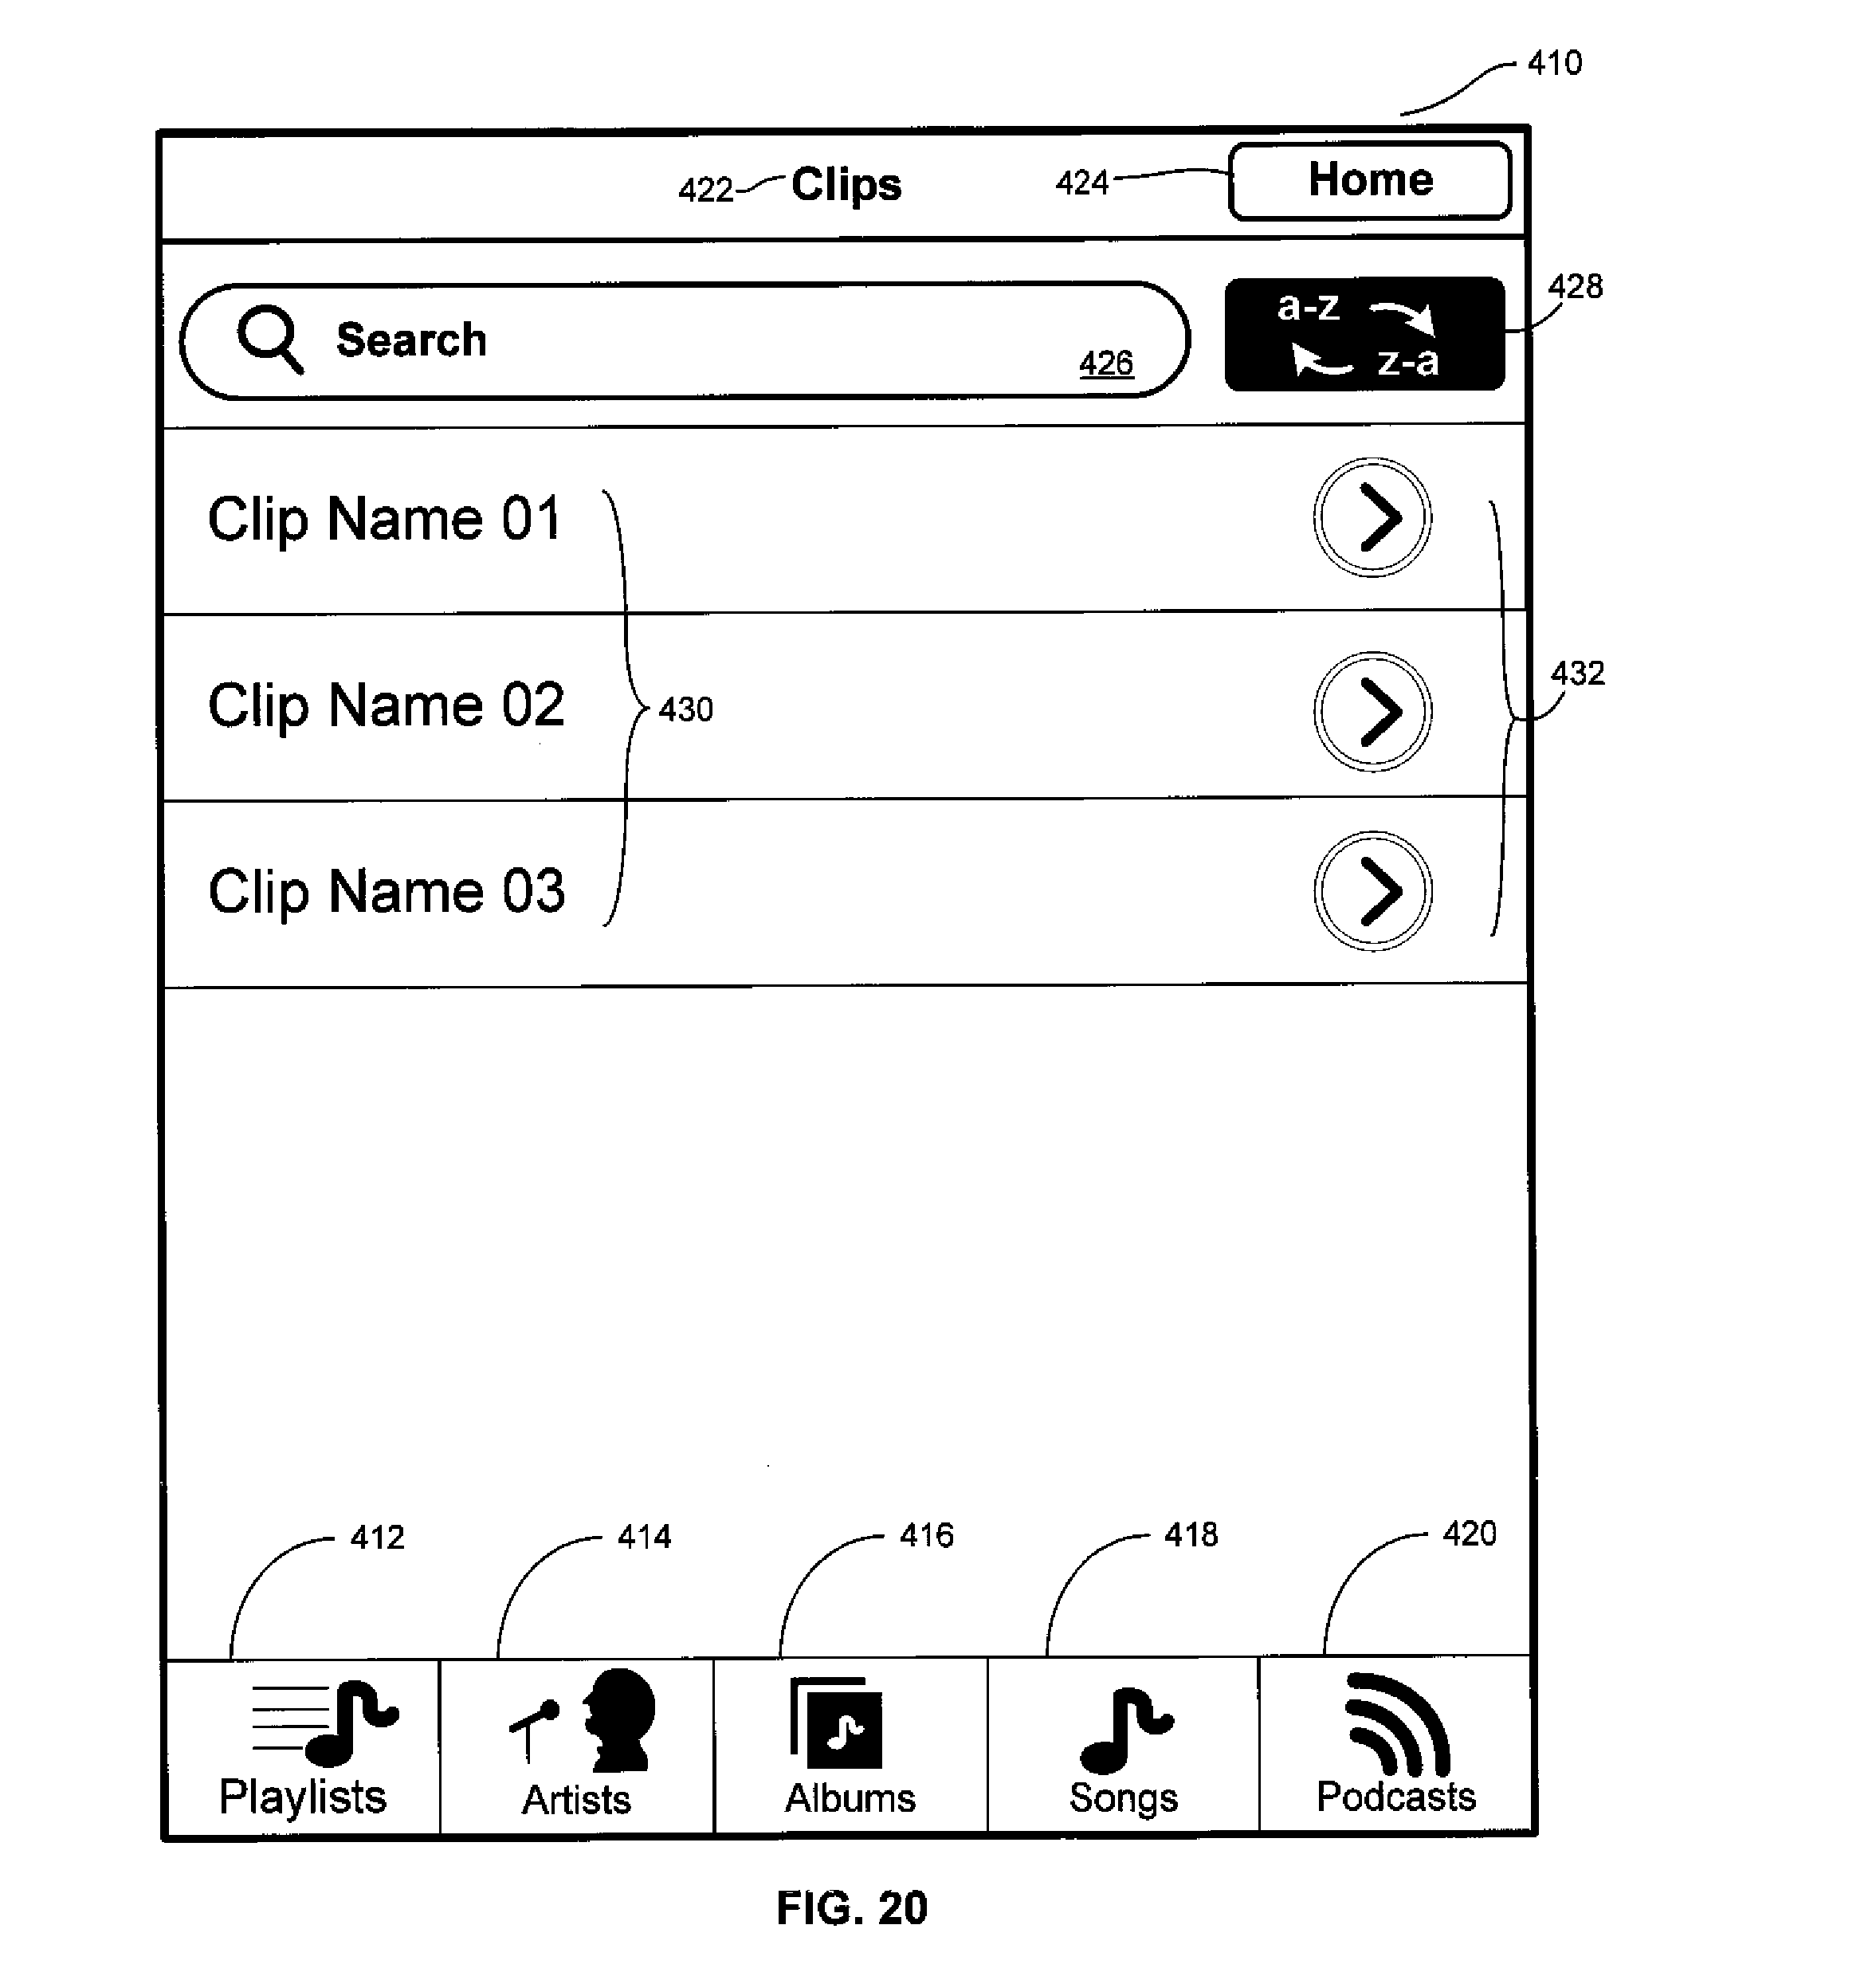 410
422 Clips 424 Home
Search 426
a-z
z-a
428
Clip Name 01
Clip Name 02
430
432
Clip Name 03
412 414 416 418 420
Playlists Artists Albums Songs Podcasts
FIG. 20